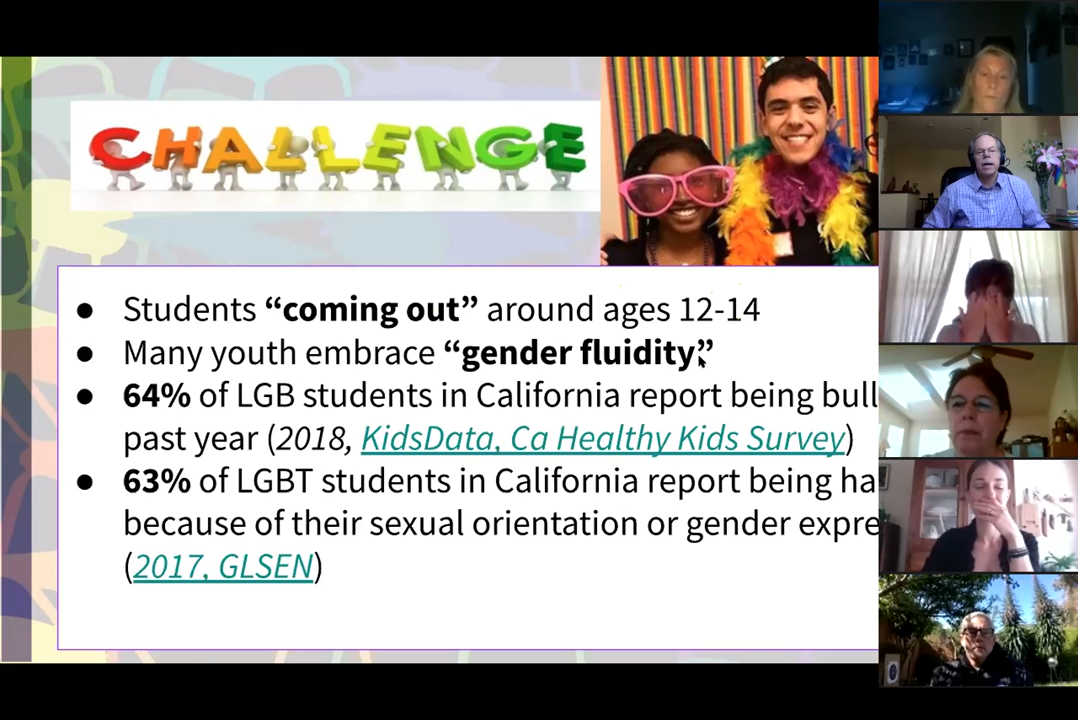 CHALLENGE
● Students “coming out” around ages 12-14
● Many youth embrace “gender fluidity,”
● 64% of LGB students in California report being bull
past year (2018, KidsData, Ca Healthy Kids Survey)
● 63% of LGBT students in California report being ha
because of their sexual orientation or gender expre
(2017, GLSEN)